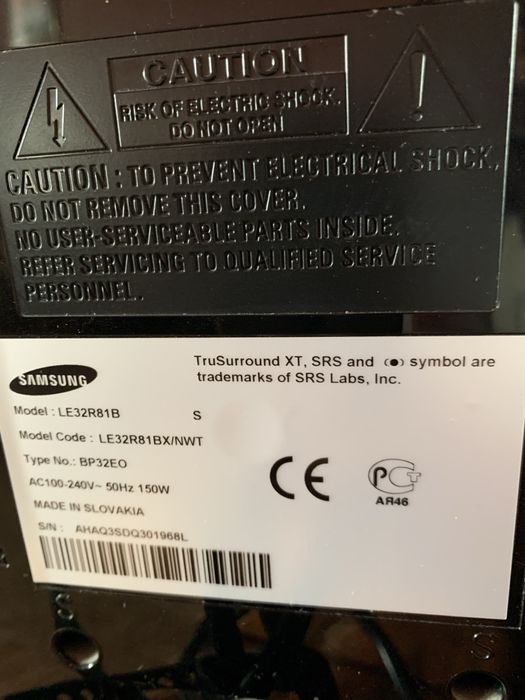 CAUTION
RISK OF ELECTRIC SHOCK.
DO NOT OPEN
CAUTION : TO PREVENT ELECTRICAL SHOCK,
DO NOT REMOVE THIS COVER.
NO USER-SERVICEABLE PARTS INSIDE.
REFER SERVICING TO QUALIFIED SERVICE
PERSONNEL.
SAMSUNG
TruSurround XT, SRS and (●) symbol are
trademarks of SRS Labs, Inc.
Model : LE32R81B S
Model Code : LE32R81BX/NWT
Type No.: BP32EO
AC100-240V~ 50Hz 150W
MADE IN SLOVAKIA
S/N : AHAQ3SDQ301968L
CE
РСТ
АЯ46
S
S